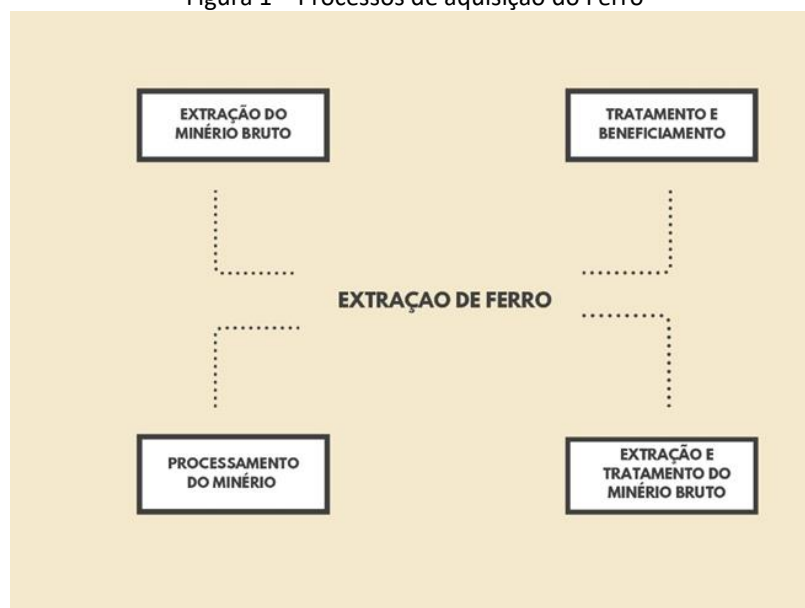 Figura 1 – Processos de aquisição do Ferro
EXTRAÇÃO DO
MINÉRIO BRUTO
TRATAMENTO E
BENEFICIAMENTO
EXTRAÇAO DE FERRO
PROCESSAMENTO
DO MINÉRIO
EXTRAÇÃO E
TRATAMENTO DO
MINÉRIO BRUTO